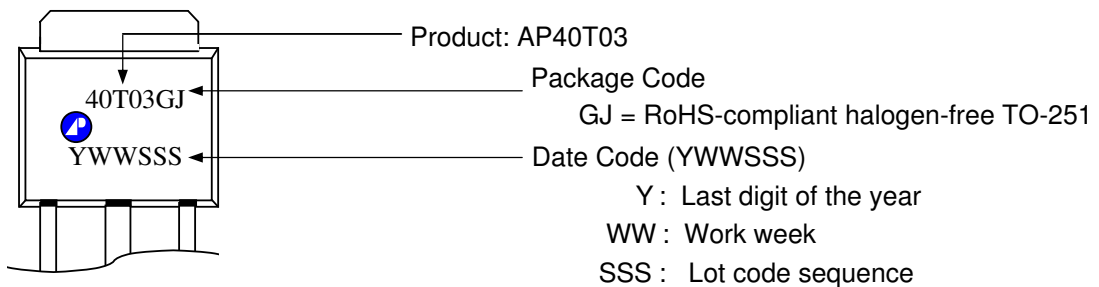 Product: AP40T03
Package Code
40T03GJ
GJ = RoHS-compliant halogen-free TO-251
AP
YWWSSS
Date Code (YWWSSS)
Y : Last digit of the year
WW : Work week
SSS : Lot code sequence